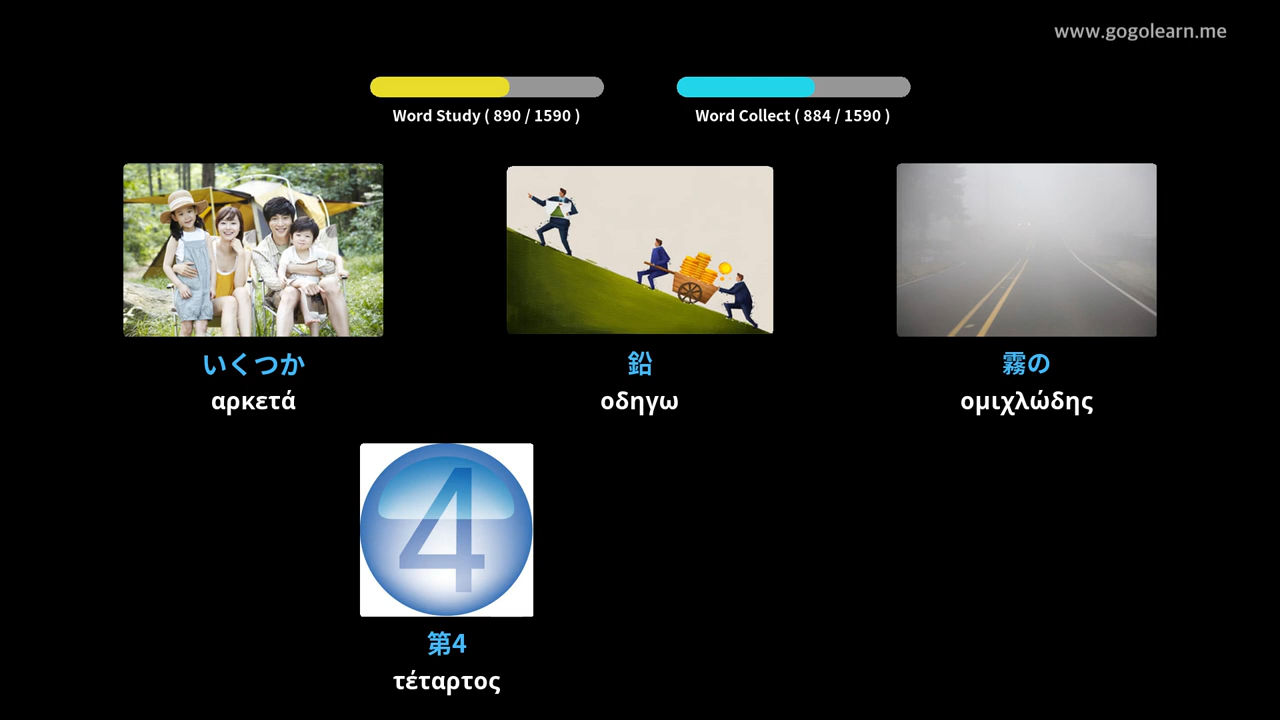 www.gogolearn.me
Word Study ( 890 / 1590 )
Word Collect ( 884 / 1590 )
いくつか
αρκετά
鉛
οδηγω
霧の
ομιχλώδης
4
第4
τέταρτος